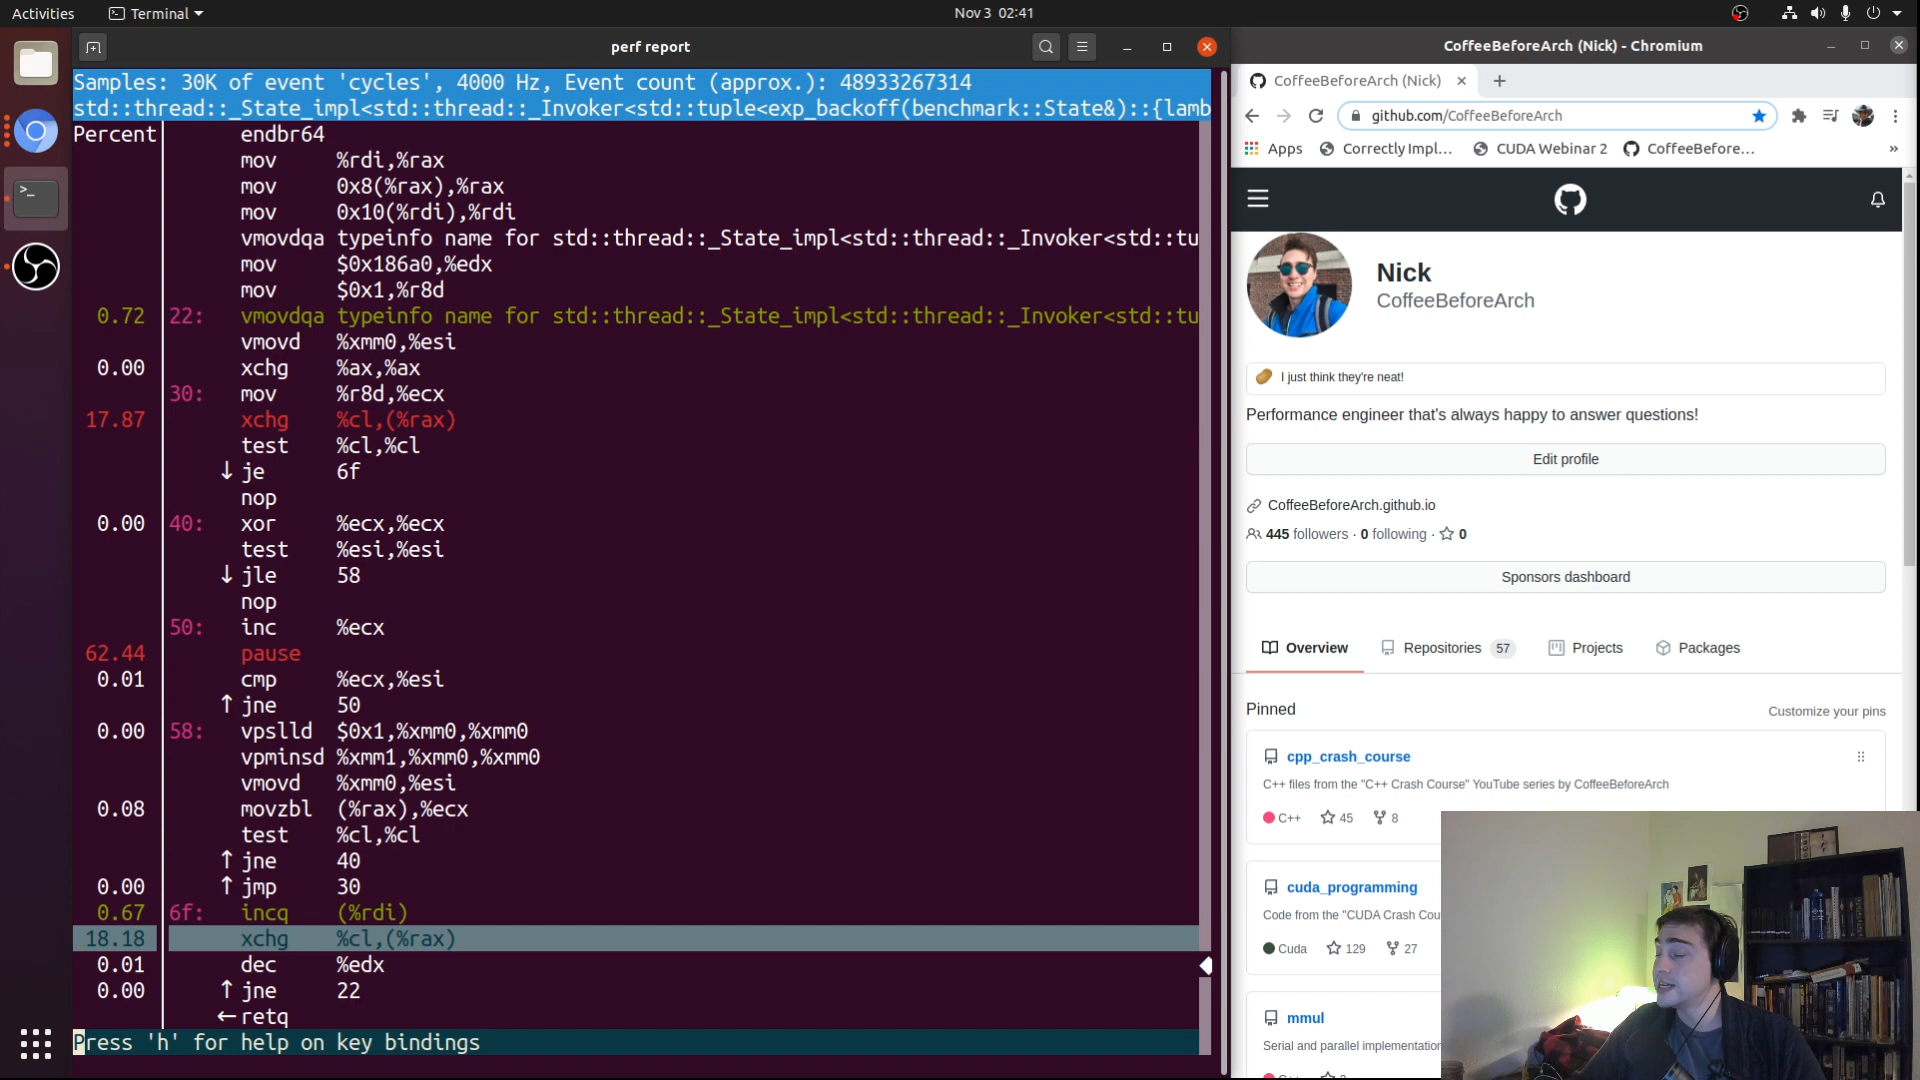 Activities
Terminal
Nov 3 02:41
perf report
Samples: 30K of event 'cycles', 4000 Hz, Event count (approx.): 48933267314
std::thread::_State_impl<std::thread::_Invoker<std::tuple<exp_backoff(benchmark::State&)::{lamb
Percent endbr64
mov %rdi,%rax
mov 0x8(%rax),%rax
mov 0x10(%rdi),%rdi
vmovdqa typeinfo name for std::thread::_State_impl<std::thread::_Invoker<std::tu
mov $0x186a0,%edx
mov $0x1,%r8d
0.72 22: vmovdqa typeinfo name for std::thread::_State_impl<std::thread::_Invoker<std::tu
vmovd %xmm0,%esi
0.00 xchg %ax,%ax
30: mov %r8d,%ecx
17.87 xchg %cl,(%rax)
test %cl,%cl
↓ je 6f
nop
0.00 40: xor %ecx,%ecx
test %esi,%esi
↓ jle 58
nop
50: inc %ecx
62.44 pause
0.01 cmp %ecx,%esi
↑ jne 50
0.00 58: vpslld $0x1,%xmm0,%xmm0
vpminsd %xmm1,%xmm0,%xmm0
vmovd %xmm0,%esi
0.08 movzbl (%rax),%ecx
test %cl,%cl
↑ jne 40
0.00 ↑ jmp 30
0.67 6f: incq (%rdi)
18.18 xchg %cl,(%rax)
0.01 dec %edx
0.00 ↑ jne 22
← retq
Press 'h' for help on key bindings
CoffeeBeforeArch (Nick) - Chromium
CoffeeBeforeArch (Nick)
github.com/CoffeeBeforeArch
Apps
Correctly Impl...
CUDA Webinar 2
CoffeeBefore...
»
Nick
CoffeeBeforeArch
I just think they're neat!
Performance engineer that's always happy to answer questions!
Edit profile
CoffeeBeforeArch.github.io
445 followers · 0 following · 0
Sponsors dashboard
Overview
Repositories 57
Projects
Packages
Pinned
Customize your pins
cpp_crash_course
C++ files from the "C++ Crash Course" YouTube series by CoffeeBeforeArch
C++ 45 8
cuda_programming
Code from the "CUDA Crash Cou
Cuda 129 27
mmul
Serial and parallel implementation